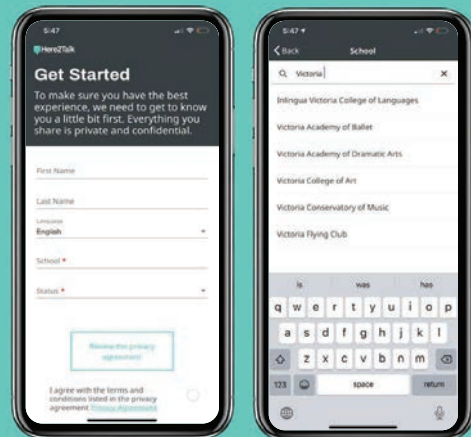 5:47
Here2Talk
Get Started
To make sure you have the best
experience, we need to get to know
you a little bit first. Everything you
share is private and confidential.
First Name
Last Name
Language
English
School *
Status *
Review the privacy
agreement
I agree with the terms and
conditions listed in the privacy
agreement Privacy Agreement
5:47
Back School
Victoria
Inlingua Victoria College of Languages
Victoria Academy of Ballet
Victoria Academy of Dramatic Arts
Victoria College of Art
Victoria Conservatory of Music
Victoria Flying Club
is was has
q w e r t y u i o p
a s d f g h j k l
z x c v b n m
123 space return